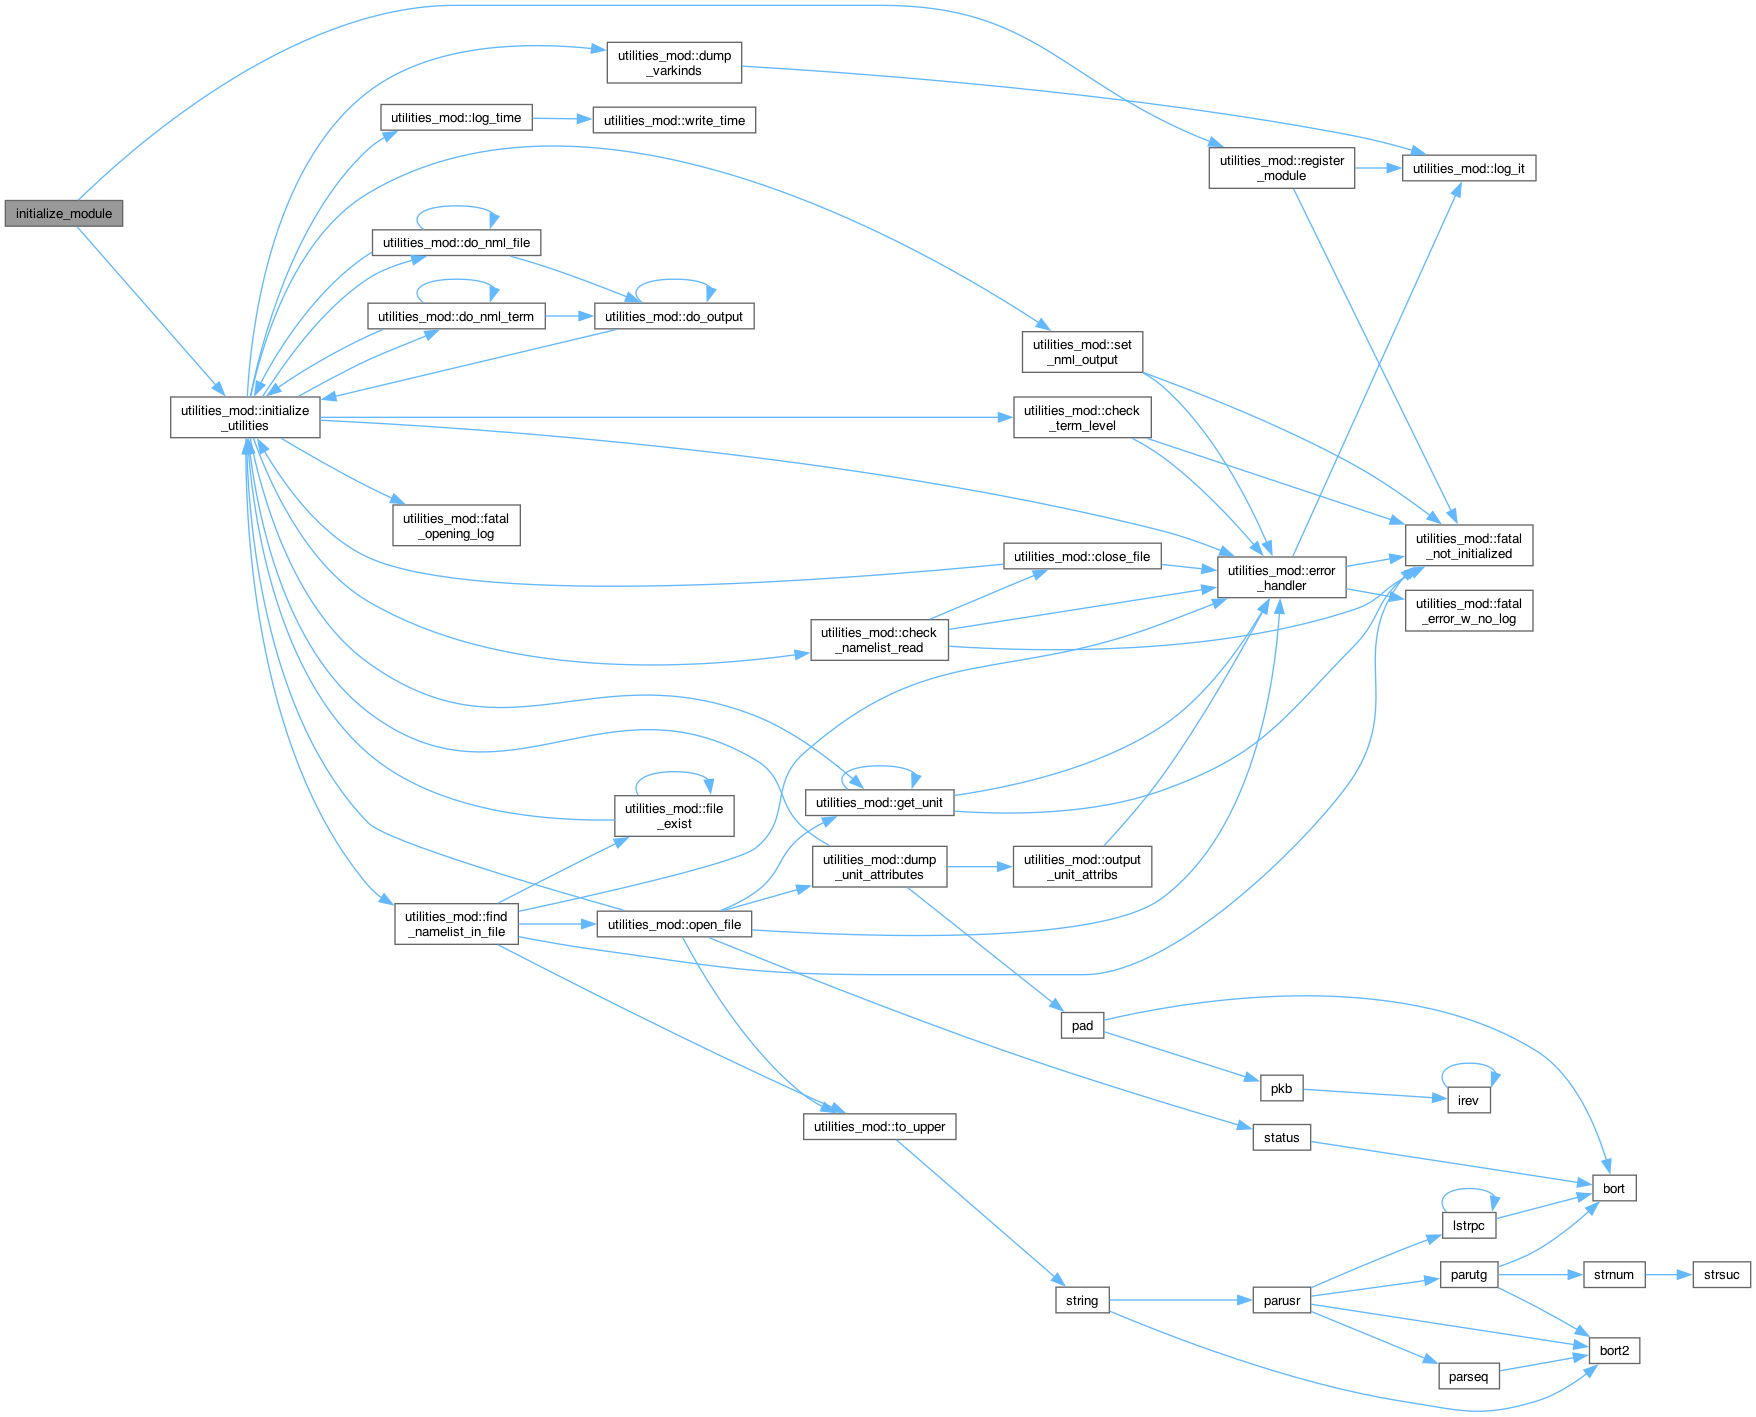 utilities_mod::dump
_varkinds
utilities_mod::log_time
utilities_mod::write_time
utilities_mod::register
_module
utilities_mod::log_it
initialize_module
utilities_mod::do_nml_file
utilities_mod::do_nml_term
utilities_mod::do_output
utilities_mod::set
_nml_output
utilities_mod::initialize
_utilities
utilities_mod::check
_term_level
utilities_mod::fatal
_opening_log
utilities_mod::fatal
_not_initialized
utilities_mod::close_file
utilities_mod::error
_handler
utilities_mod::fatal
_error_w_no_log
utilities_mod::check
_namelist_read
utilities_mod::get_unit
utilities_mod::file
_exist
utilities_mod::dump
_unit_attributes
utilities_mod::output
_unit_attribs
utilities_mod::find
_namelist_in_file
utilities_mod::open_file
pad
pkb
irev
utilities_mod::to_upper
status
bort
lstrpc
parutg
strnum
strsuc
string
parusr
bort2
parseq